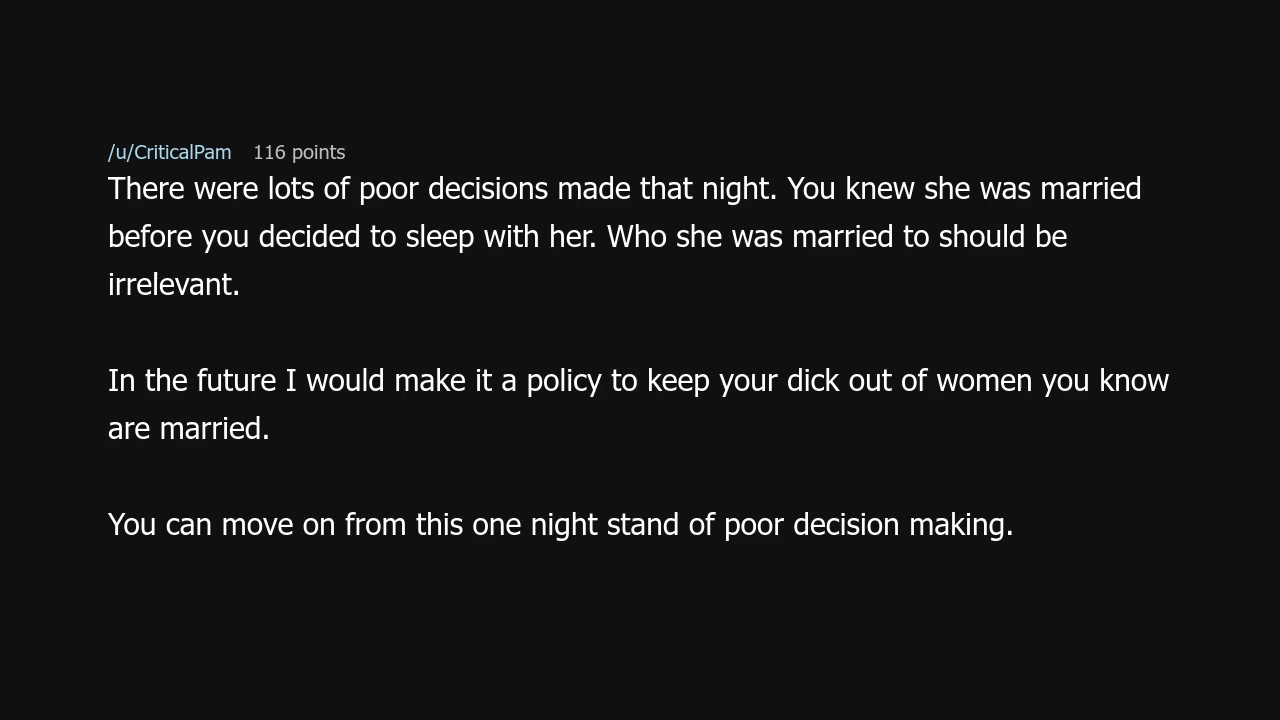 /u/CriticalPam 116 points
There were lots of poor decisions made that night. You knew she was married
before you decided to sleep with her. Who she was married to should be
irrelevant.
In the future I would make it a policy to keep your dick out of women you know
are married.
You can move on from this one night stand of poor decision making.